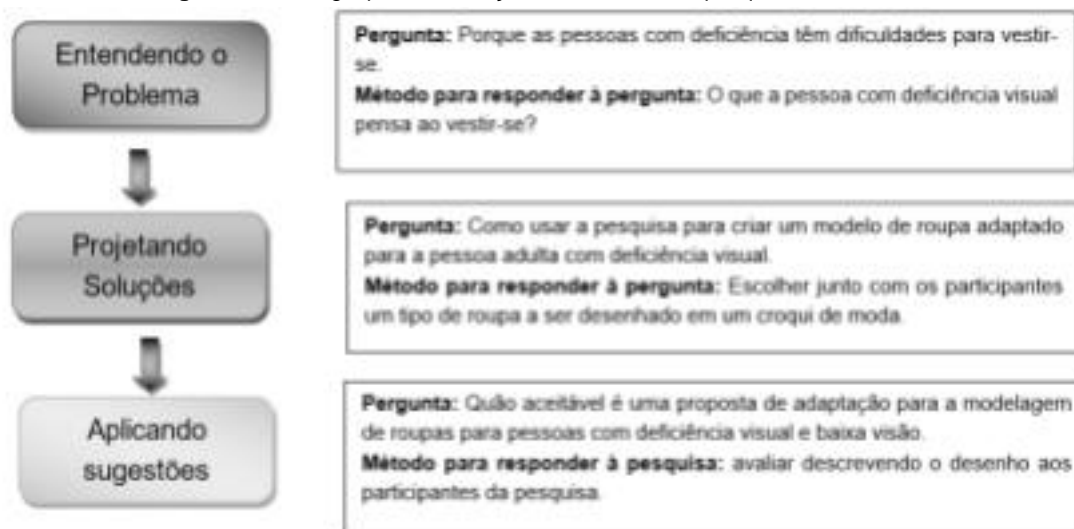 Entendendo o
Problema
Pergunta: Porque as pessoas com deficiência têm dificuldades para vestir-
se.
Método para responder à pergunta: O que a pessoa com deficiência visual
pensa ao vestir-se?
Projetando
Soluções
Pergunta: Como usar a pesquisa para criar um modelo de roupa adaptado
para a pessoa adulta com deficiência visual.
Método para responder à pergunta: Escolher junto com os participantes
um tipo de roupa a ser desenhado em um croqui de moda.
Aplicando
sugestões
Pergunta: Quão aceitável é uma proposta de adaptação para a modelagem
de roupas para pessoas com deficiência visual e baixa visão.
Método para responder à pesquisa: avaliar descrevendo o desenho aos
participantes da pesquisa.